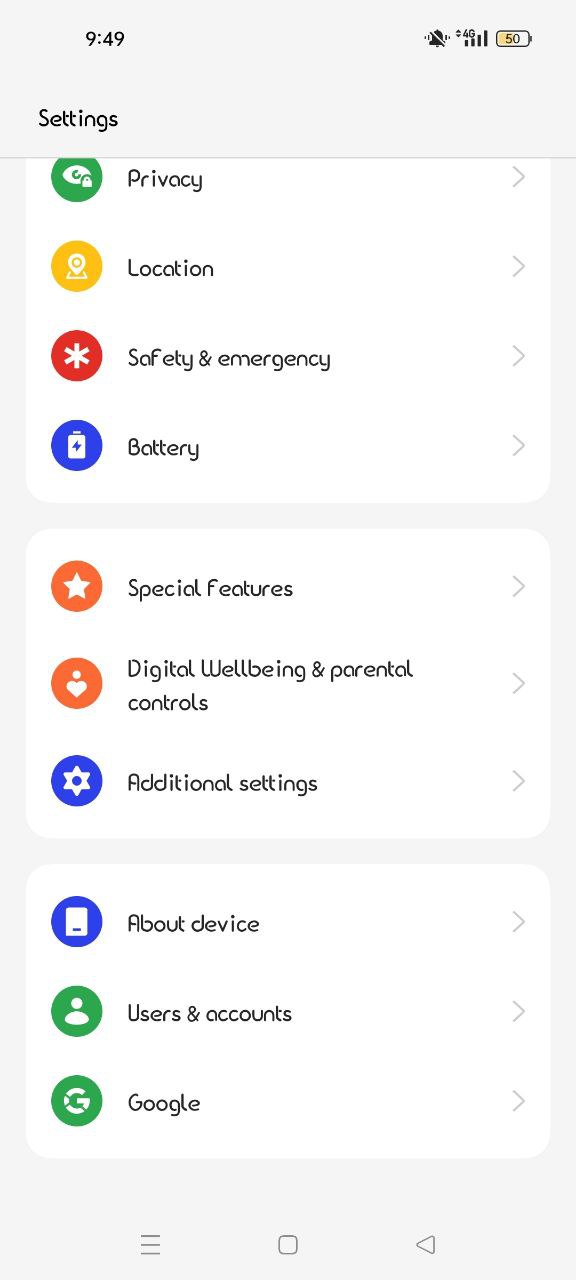 9:49
4G
50
Settings
Privacy
Location
Safety & emergency
Battery
Special features
Digital Wellbeing & parental
controls
Additional settings
About device
Users & accounts
Google